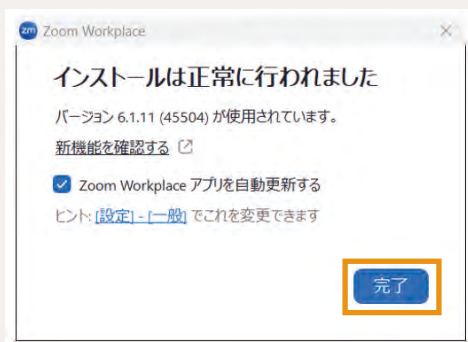 zm Zoom Workplace
インストールは正常に行われました
バージョン 6.1.11 (45504) が使用されています。
新機能を確認する
Zoom Workplace アプリを自動更新する
ヒント: [設定] - [一般] でこれを変更できます
完了